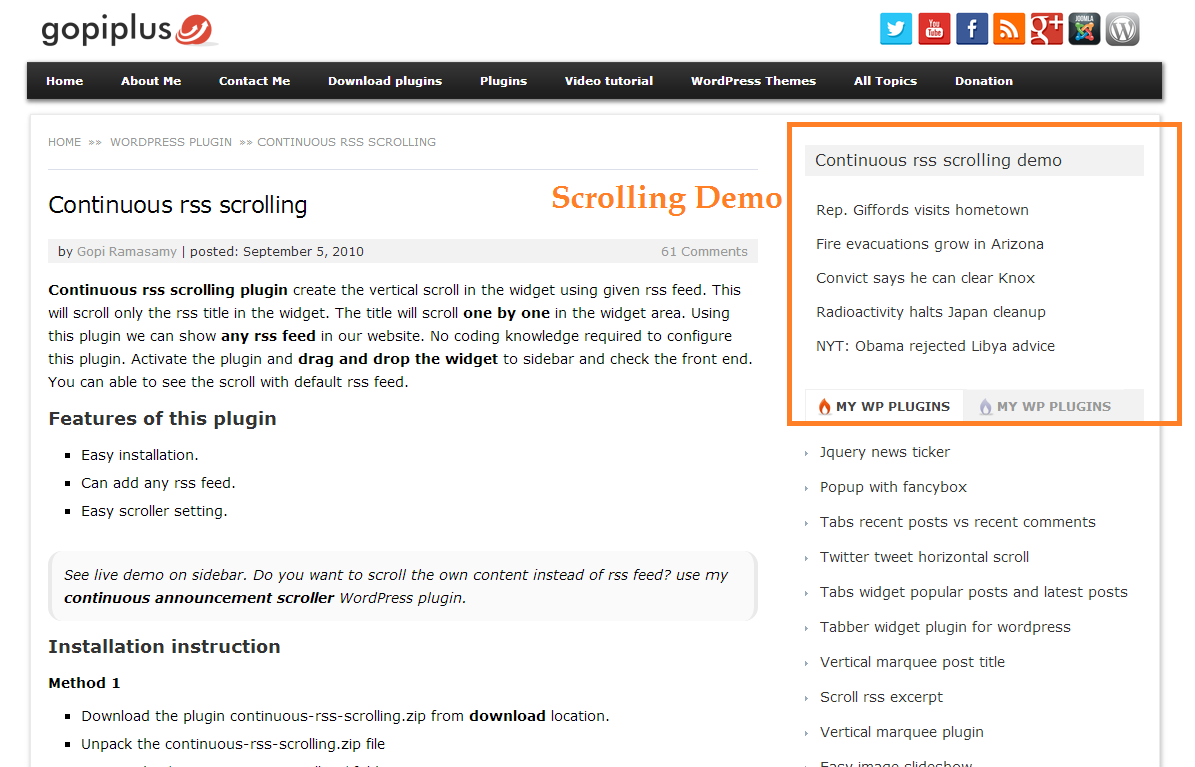 gopiplus
You Tube
JOOMLA
Home About Me Contact Me Download plugins Plugins Video tutorial WordPress Themes All Topics Donation
HOME »» WORDPRESS PLUGIN »» CONTINUOUS RSS SCROLLING
Continuous rss scrolling
Scrolling Demo
by Gopi Ramasamy | posted: September 5, 2010 61 Comments
Continuous rss scrolling plugin create the vertical scroll in the widget using given rss feed. This
will scroll only the rss title in the widget. The title will scroll one by one in the widget area. Using
this plugin we can show any rss feed in our website. No coding knowledge required to configure
this plugin. Activate the plugin and drag and drop the widget to sidebar and check the front end.
You can able to see the scroll with default rss feed.
Features of this plugin
Easy installation.
Can add any rss feed.
Easy scroller setting.
See live demo on sidebar. Do you want to scroll the own content instead of rss feed? use my
continuous announcement scroller WordPress plugin.
Installation instruction
Method 1
Download the plugin continuous-rss-scrolling.zip from download location.
Unpack the continuous-rss-scrolling.zip file
Continuous rss scrolling demo
Rep. Giffords visits hometown
Fire evacuations grow in Arizona
Convict says he can clear Knox
Radioactivity halts Japan cleanup
NYT: Obama rejected Libya advice
MY WP PLUGINS MY WP PLUGINS
Jquery news ticker
Popup with fancybox
Tabs recent posts vs recent comments
Twitter tweet horizontal scroll
Tabs widget popular posts and latest posts
Tabber widget plugin for wordpress
Vertical marquee post title
Scroll rss excerpt
Vertical marquee plugin
Easy image slideshow